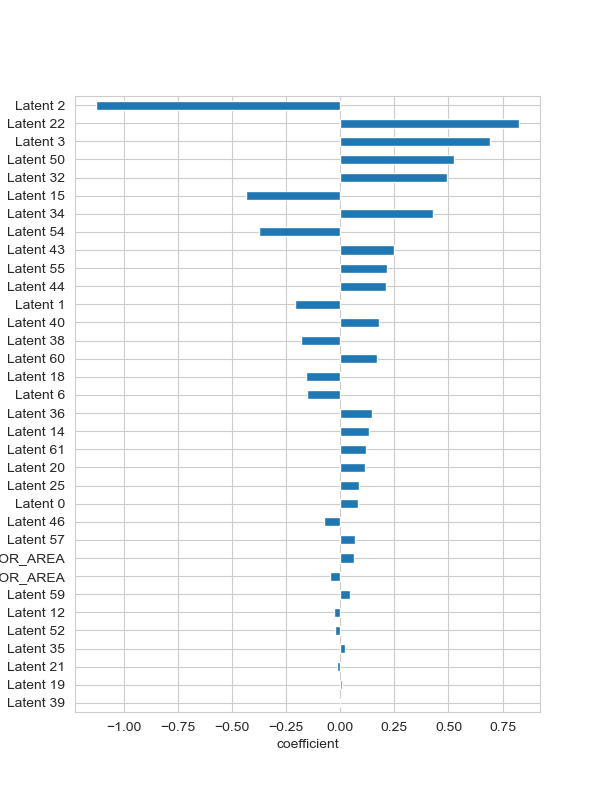 Latent 2
Latent 22
Latent 3
Latent 50
Latent 32
Latent 15
Latent 34
Latent 54
Latent 43
Latent 55
Latent 44
Latent 1
Latent 40
Latent 38
Latent 60
Latent 18
Latent 6
Latent 36
Latent 14
Latent 61
Latent 20
Latent 25
Latent 0
Latent 46
Latent 57
OR_AREA
OR_AREA
Latent 59
Latent 12
Latent 52
Latent 35
Latent 21
Latent 19
Latent 39
−1.00 −0.75 −0.50 −0.25 0.00 0.25 0.50 0.75
coefficient